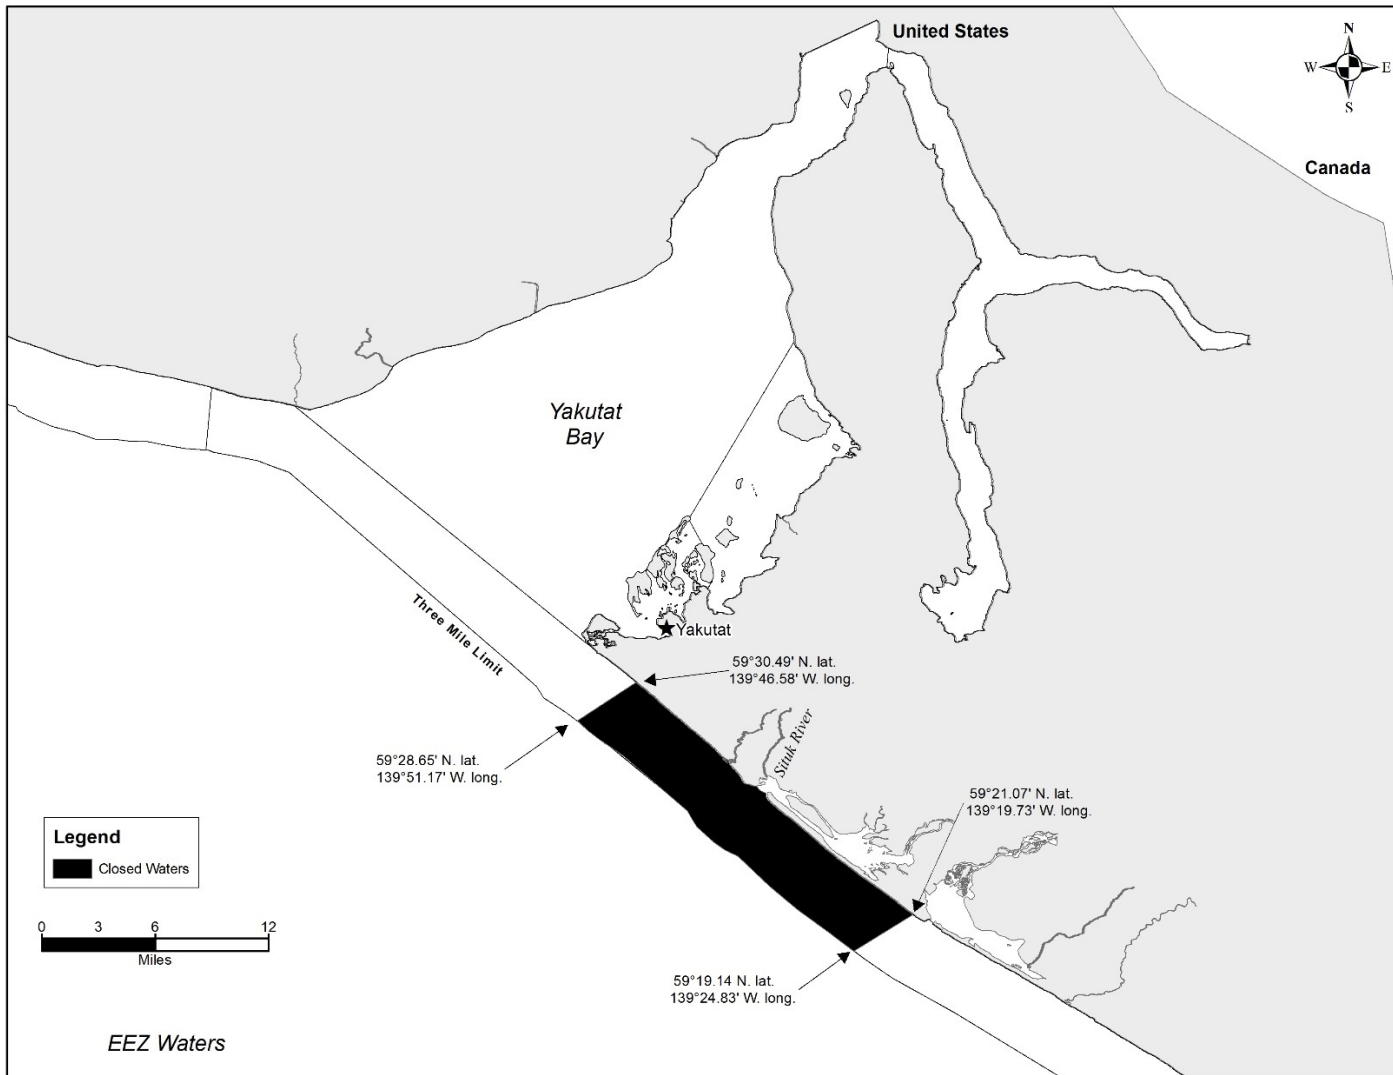 United States
N
W E
S
Canada
Yakutat
Bay
Three Mile Limit
Yakutat
59°30.49' N. lat.
139°46.58' W. long.
Situk River
59°28.65' N. lat.
139°51.17' W. long.
59°21.07' N. lat.
139°19.73' W. long.
Legend
Closed Waters
0 3 6 12
Miles
59°19.14 N. lat.
139°24.83' W. long.
EEZ Waters